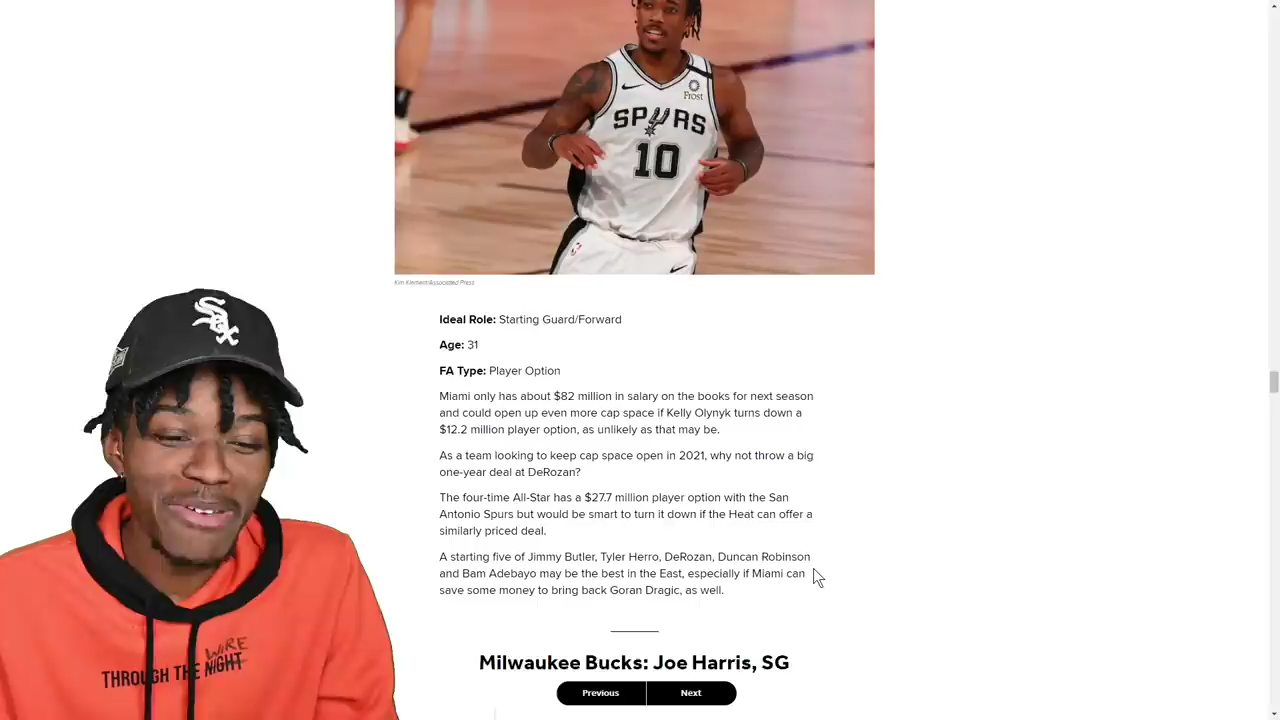 Frost
SPURS
10
Kim Klement/Associated Press
Ideal Role: Starting Guard/Forward
Age: 31
FA Type: Player Option
Miami only has about $82 million in salary on the books for next season
and could open up even more cap space if Kelly Olynyk turns down a
$12.2 million player option, as unlikely as that may be.
As a team looking to keep cap space open in 2021, why not throw a big
one-year deal at DeRozan?
The four-time All-Star has a $27.7 million player option with the San
Antonio Spurs but would be smart to turn it down if the Heat can offer a
similarly priced deal.
A starting five of Jimmy Butler, Tyler Herro, DeRozan, Duncan Robinson
and Bam Adebayo may be the best in the East, especially if Miami can
save some money to bring back Goran Dragic, as well.
Sox
WIRE
THROUGH THE NIGHT
Milwaukee Bucks: Joe Harris, SG
Previous
Next